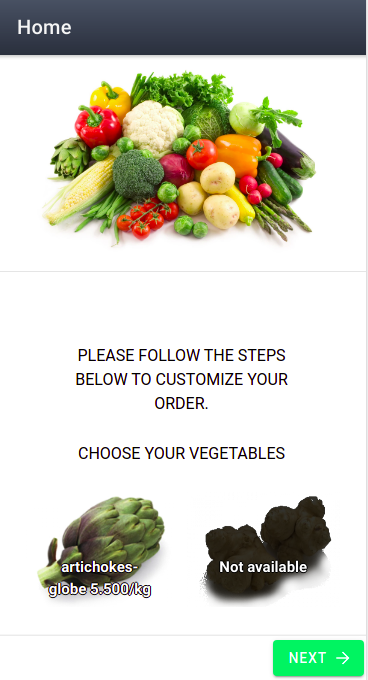 Home
PLEASE FOLLOW THE STEPS
BELOW TO CUSTOMIZE YOUR
ORDER.
CHOOSE YOUR VEGETABLES
artichokes-
globe 5.500/kg
Not available
NEXT